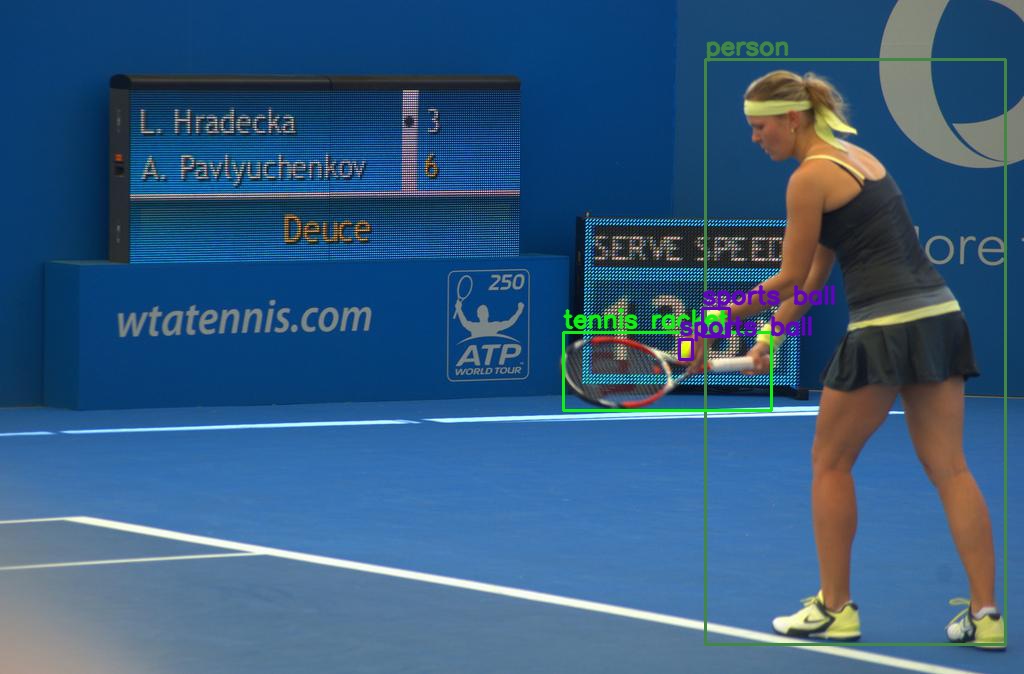 L. Hradecka 3
A. Pavlyuchenkov 6
Deuce
wtatennis.com
250
ATP
WORLD TOUR
SERVE SPEED
ore
person
sports ball
tennis racket
sports ball